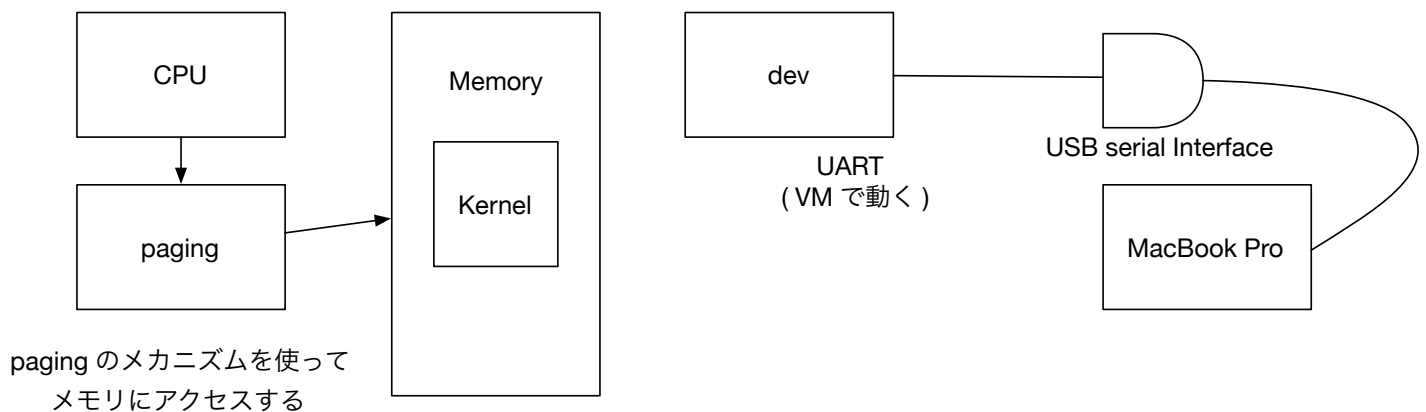 CPU
paging
paging のメカニズムを使って
メモリにアクセスする
Memory
Kernel
dev
UART
( VM で動く )
USB serial Interface
MacBook Pro